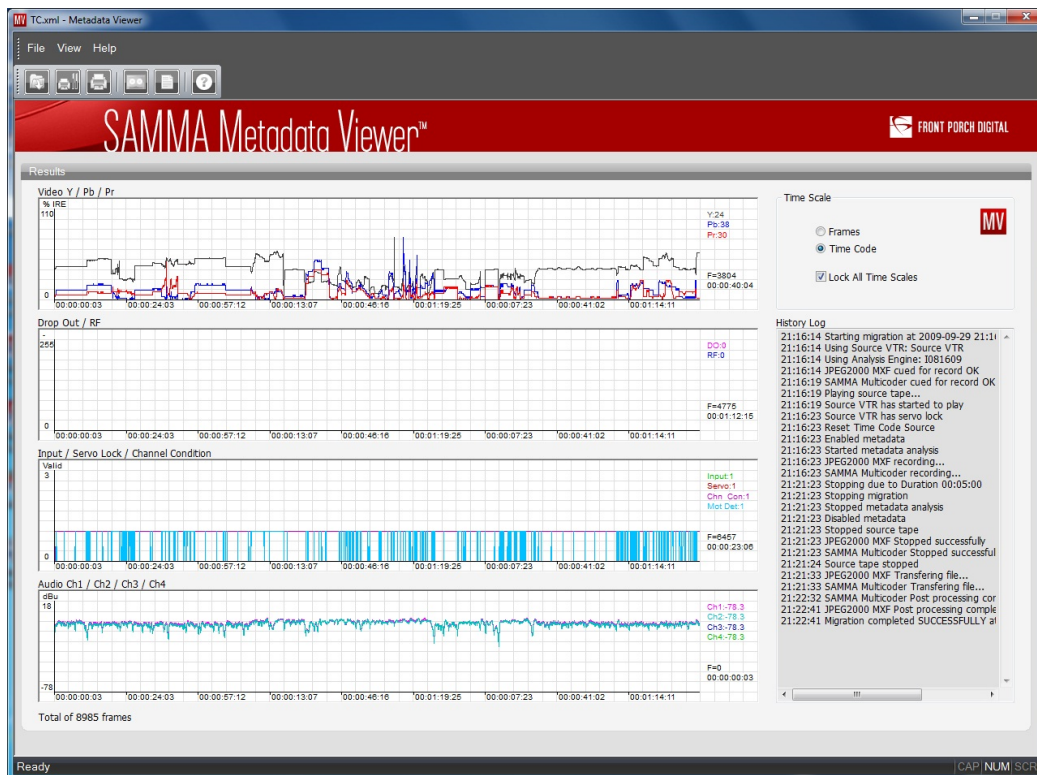 TC.xml - Metadata Viewer
File View Help
SAMMA Metadata Viewer™
FRONT PORCH DIGITAL
Results
Video Y / Pb / Pr
% IRE
110
0
Y:24
Pb:38
Pr:30
F=3804
00:00:40:04
00:00:00:03 00:00:24:03 00:00:57:12 00:00:13:07 00:00:46:16 00:01:19:25 00:00:07:23 00:00:41:02 00:01:14:11
Drop Out / RF
-
255
0
DO:0
RF:0
F=4775
00:01:12:15
00:00:00:03 00:00:24:03 00:00:57:12 00:00:13:07 00:00:46:16 00:01:19:25 00:00:07:23 00:00:41:02 00:01:14:11
Input / Servo Lock / Channel Condition
Valid
3
0
Input:1
Servo:1
Chn Con:1
Mot Det:1
F=6457
00:00:23:06
00:00:00:03 00:00:24:03 00:00:57:12 00:00:13:07 00:00:46:16 00:01:19:25 00:00:07:23 00:00:41:02 00:01:14:11
Audio Ch1 / Ch2 / Ch3 / Ch4
dBu
18
-78
Ch1:-78.3
Ch2:-78.3
Ch3:-78.3
Ch4:-78.3
F=0
00:00:00:03
00:00:00:03 00:00:24:03 00:00:57:12 00:00:13:07 00:00:46:16 00:01:19:25 00:00:07:23 00:00:41:02 00:01:14:11
Total of 8985 frames
Time Scale
MV
Frames
Time Code
Lock All Time Scales
History Log
21:16:14 Starting migration at 2009-09-29 21:16
21:16:14 Using Source VTR: Source VTR
21:16:14 Using Analysis Engine: I081609
21:16:14 JPEG2000 MXF cued for record OK
21:16:19 SAMMA Multicoder cued for record OK
21:16:19 Playing source tape...
21:16:19 Source VTR has started to play
21:16:23 Source VTR has servo lock
21:16:23 Reset Time Code Source
21:16:23 Enabled metadata
21:16:23 Started metadata analysis
21:16:23 JPEG2000 MXF recording...
21:16:23 SAMMA Multicoder recording...
21:21:23 Stopping due to Duration 00:05:00
21:21:23 Stopping migration
21:21:23 Stopped metadata analysis
21:21:23 Disabled metadata
21:21:23 Stopped source tape
21:21:23 JPEG2000 MXF Stopped successfully
21:21:23 SAMMA Multicoder Stopped successful
21:21:24 Source tape stopped
21:21:33 JPEG2000 MXF Transfering file...
21:21:33 SAMMA Multicoder Transfering file...
21:22:32 SAMMA Multicoder Post processing cor
21:22:41 JPEG2000 MXF Post processing comple
21:22:41 Migration completed SUCCESSFULLY at
Ready
CAP NUM SCR